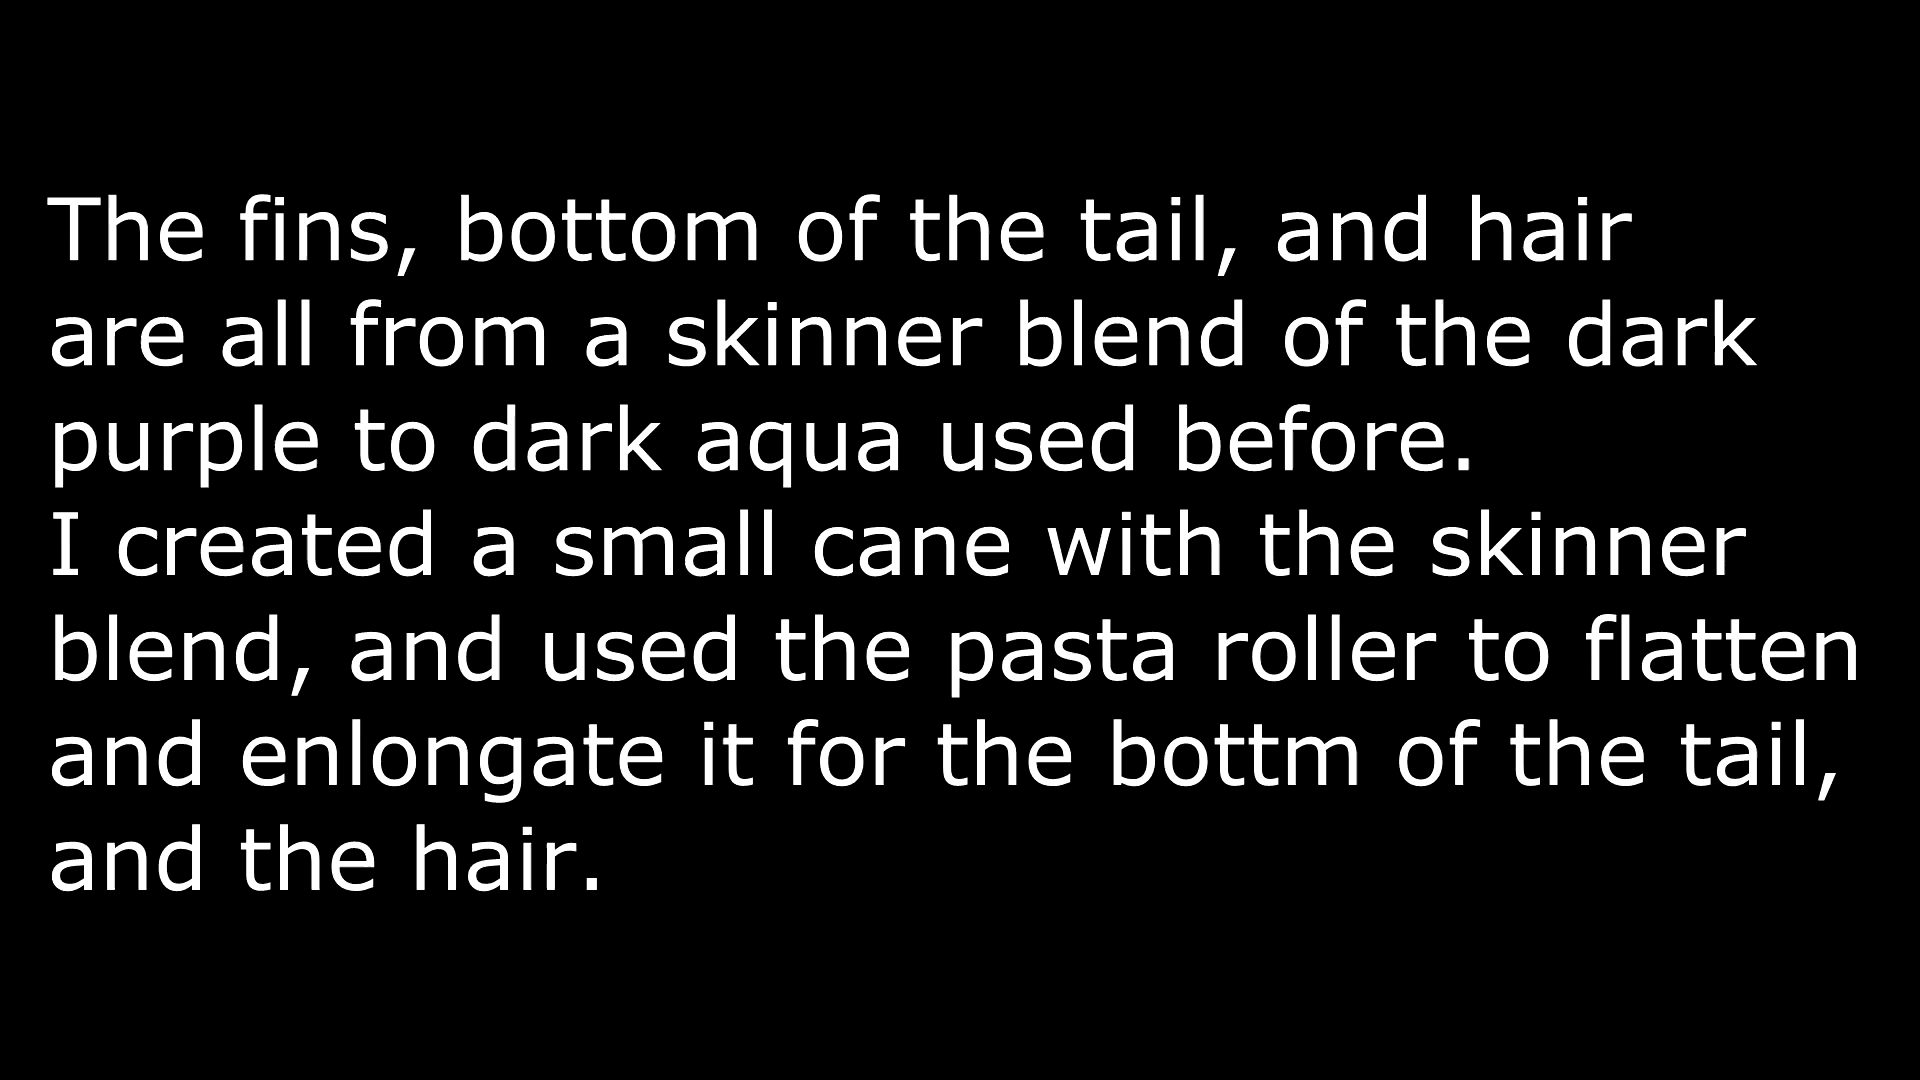 The fins, bottom of the tail, and hair
are all from a skinner blend of the dark
purple to dark aqua used before.
I created a small cane with the skinner
blend, and used the pasta roller to flatten
and enlongate it for the bottm of the tail,
and the hair.